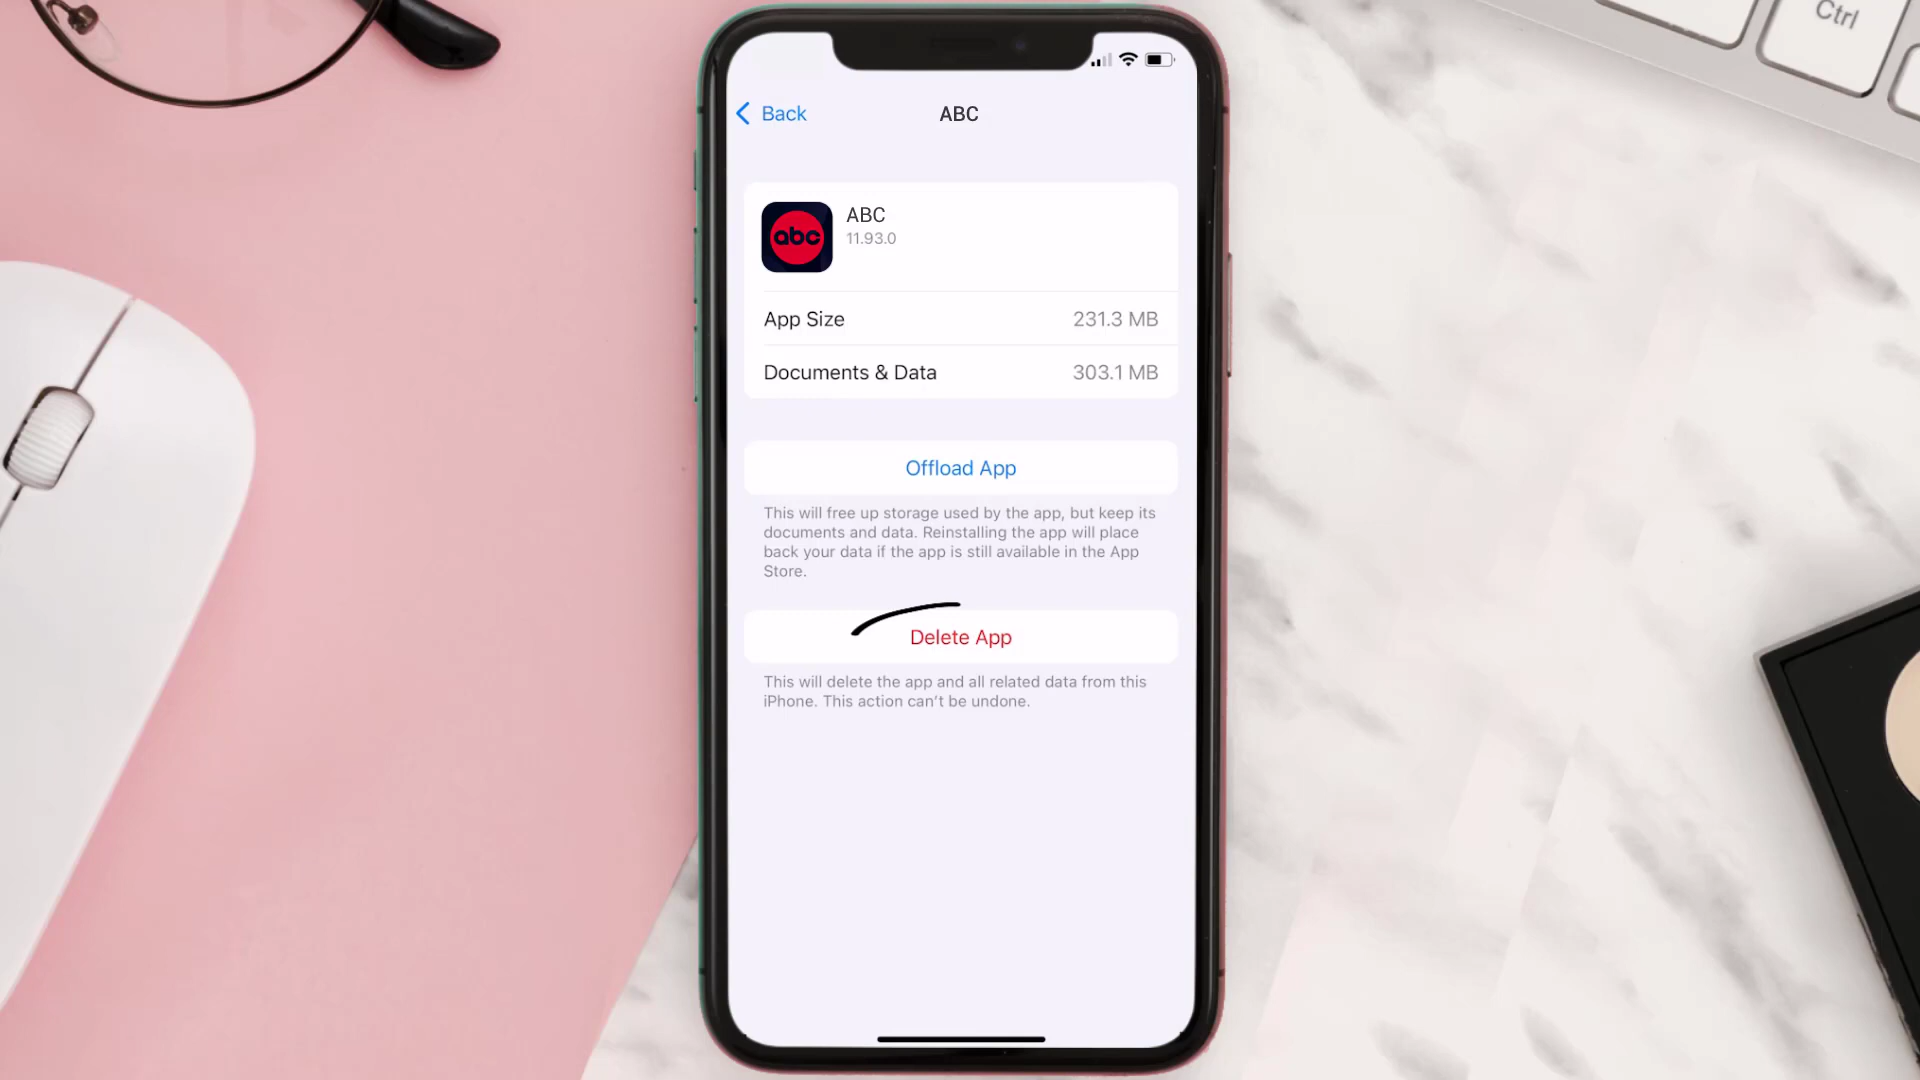 Ctrl
Back
ABC
abc
ABC
11.93.0
App Size 231.3 MB
Documents & Data 303.1 MB
Offload App
This will free up storage used by the app, but keep its
documents and data. Reinstalling the app will place
back your data if the app is still available in the App
Store.
Delete App
This will delete the app and all related data from this
iPhone. This action can't be undone.